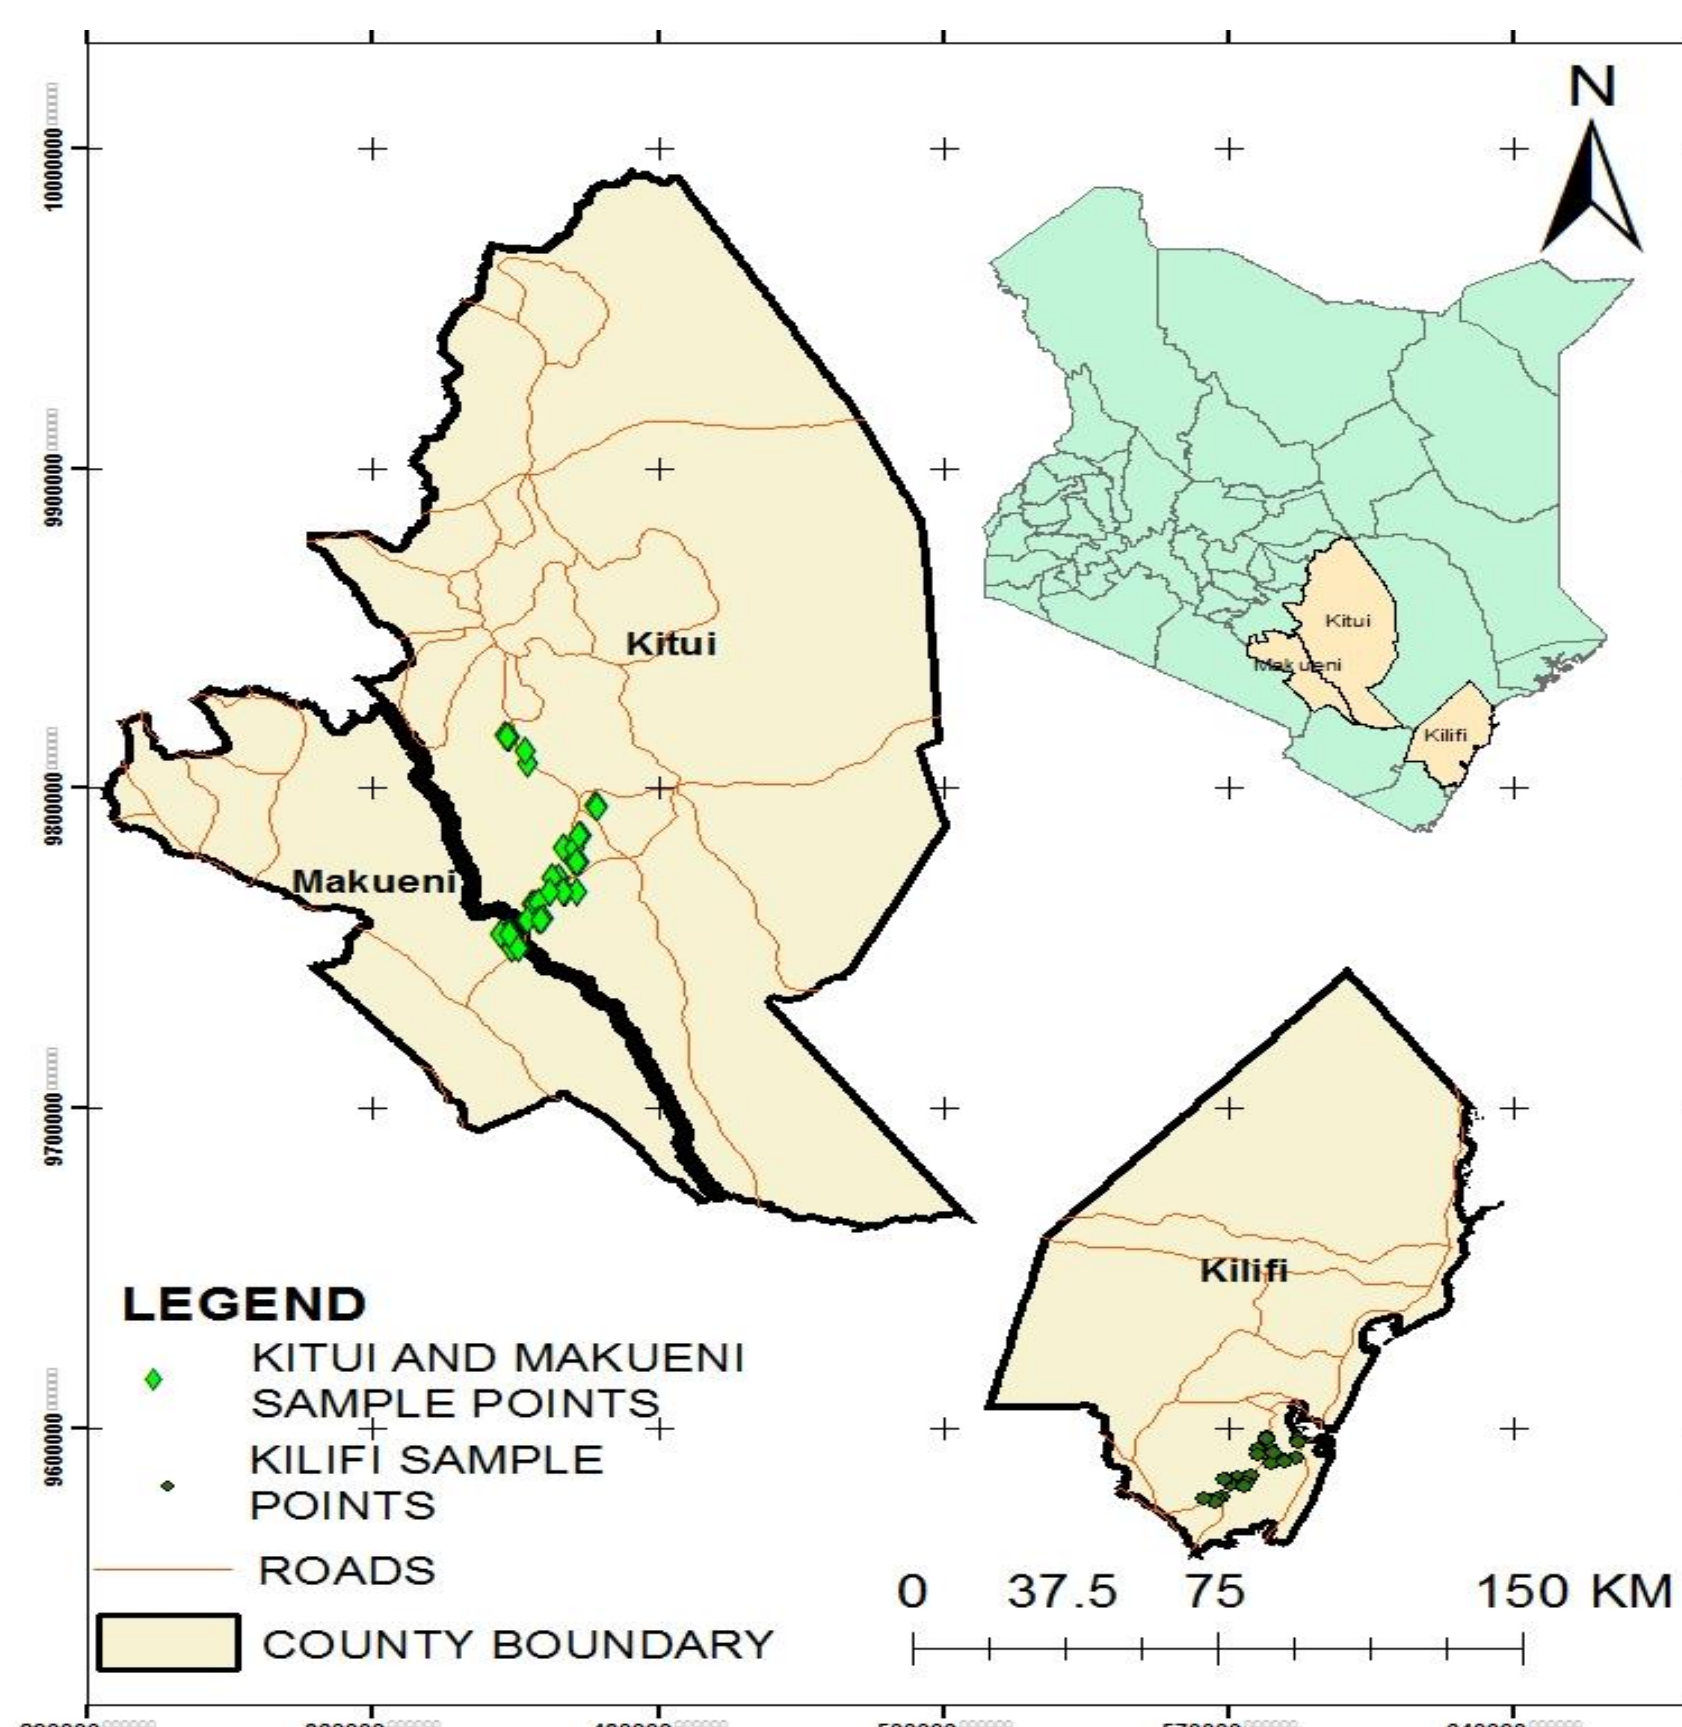 N
10000000
9900000
9800000
9700000
9600000
Kitui
Makueni
Kilifi
Kitui
Makueni
Kilifi
LEGEND
KITUI AND MAKUENI
SAMPLE POINTS
KILIFI SAMPLE
POINTS
ROADS
COUNTY BOUNDARY
0 37.5 75 150 KM